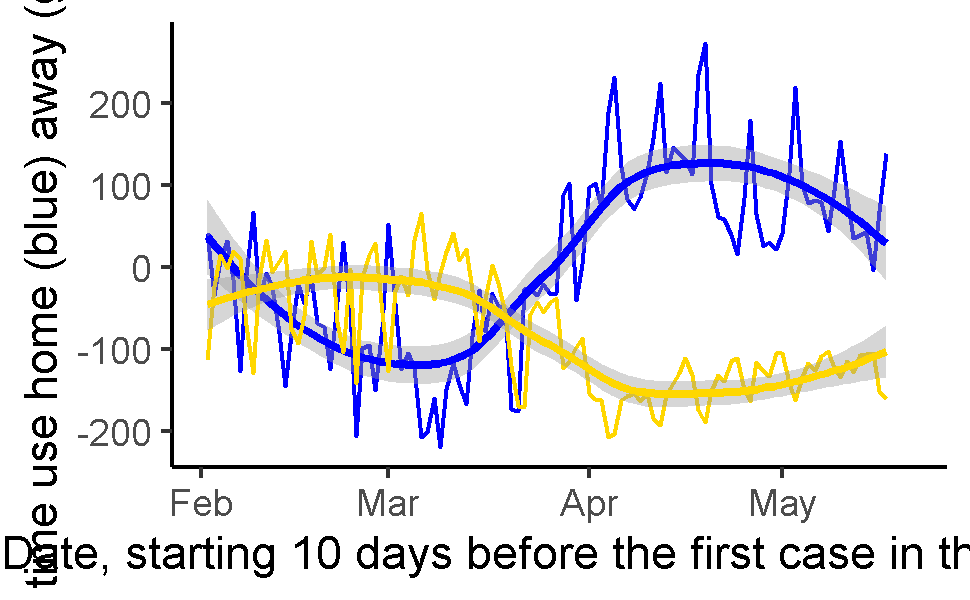 time use home (blue) away (
200
100
0
-100
-200
Feb Mar Apr May
Date, starting 10 days before the first case in th